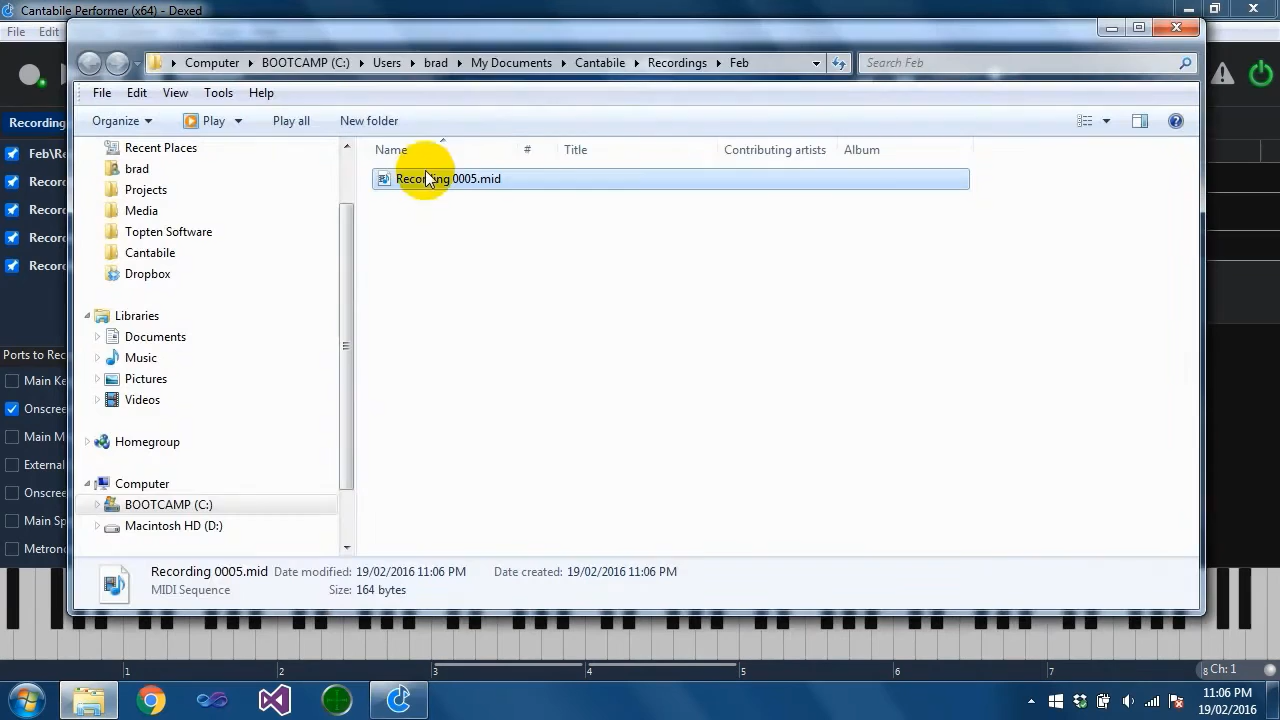 Cantabile Performer (x64) - Dexed
File Edit
Computer BOOTCAMP (C:) Users brad My Documents Cantabile Recordings Feb
Search Feb
File Edit View Tools Help
Organize Play Play all New folder
Recording
Feb\Re
Record
Record
Record
Record
Recent Places
brad
Projects
Media
Topten Software
Cantabile
Dropbox
Libraries
Documents
Music
Pictures
Videos
Homegroup
Computer
BOOTCAMP (C:)
Macintosh HD (D:)
Name # Title Contributing artists Album
Recording 0005.mid
Ports to Rec
Main Ke
Onscree
Main M
External
Onscree
Main Sp
Metron
Recording 0005.mid Date modified: 19/02/2016 11:06 PM Date created: 19/02/2016 11:06 PM
MIDI Sequence Size: 164 bytes
1 2 3 4 5 6 7 8 Ch: 1
11:06 PM
19/02/2016